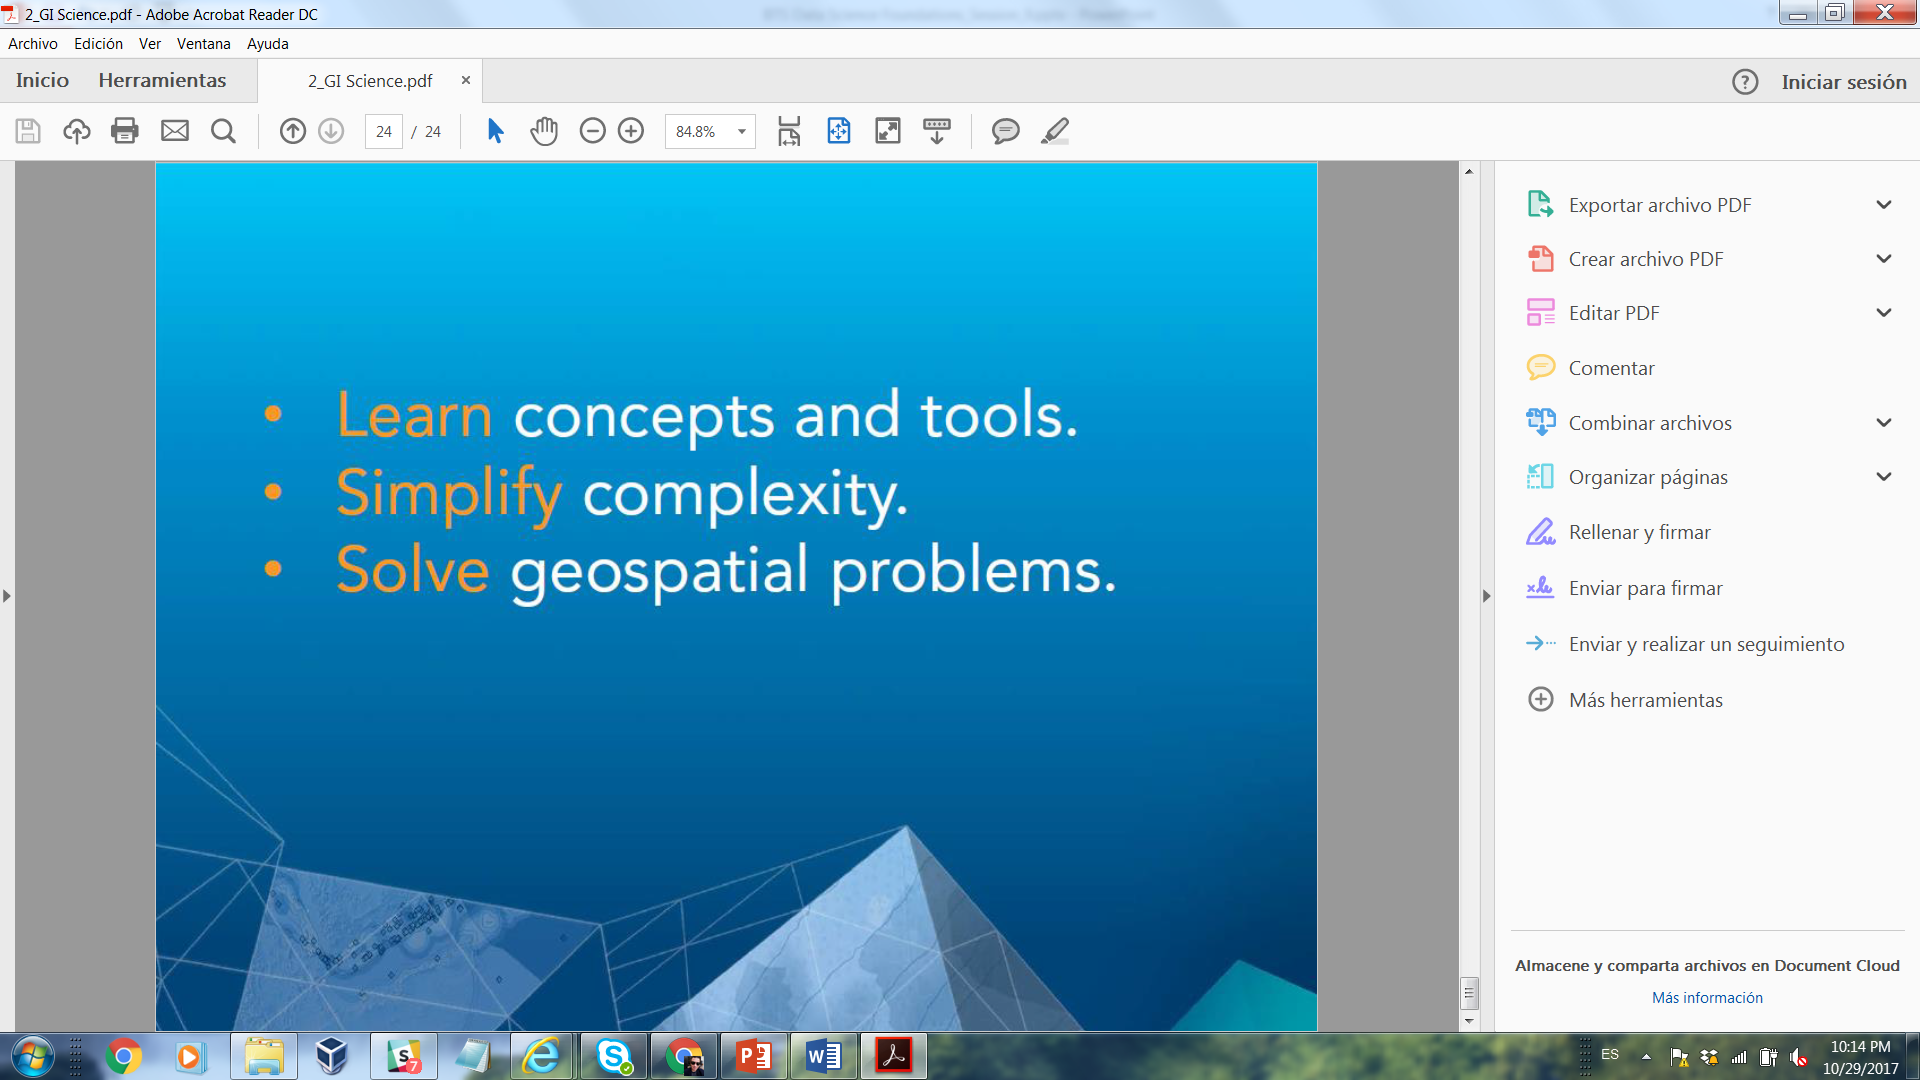 2_GI Science.pdf - Adobe Acrobat Reader DC
Archivo Edición Ver Ventana Ayuda
Inicio Herramientas 2_GI Science.pdf × ? Iniciar sesión
24 / 24 84.8%
Exportar archivo PDF
Crear archivo PDF
Editar PDF
Comentar
Combinar archivos
Organizar páginas
Rellenar y firmar
Enviar para firmar
Enviar y realizar un seguimiento
Más herramientas
• Learn concepts and tools.
• Simplify complexity.
• Solve geospatial problems.
Almacene y comparta archivos en Document Cloud
Más información
ES
10:14 PM
10/29/2017
7